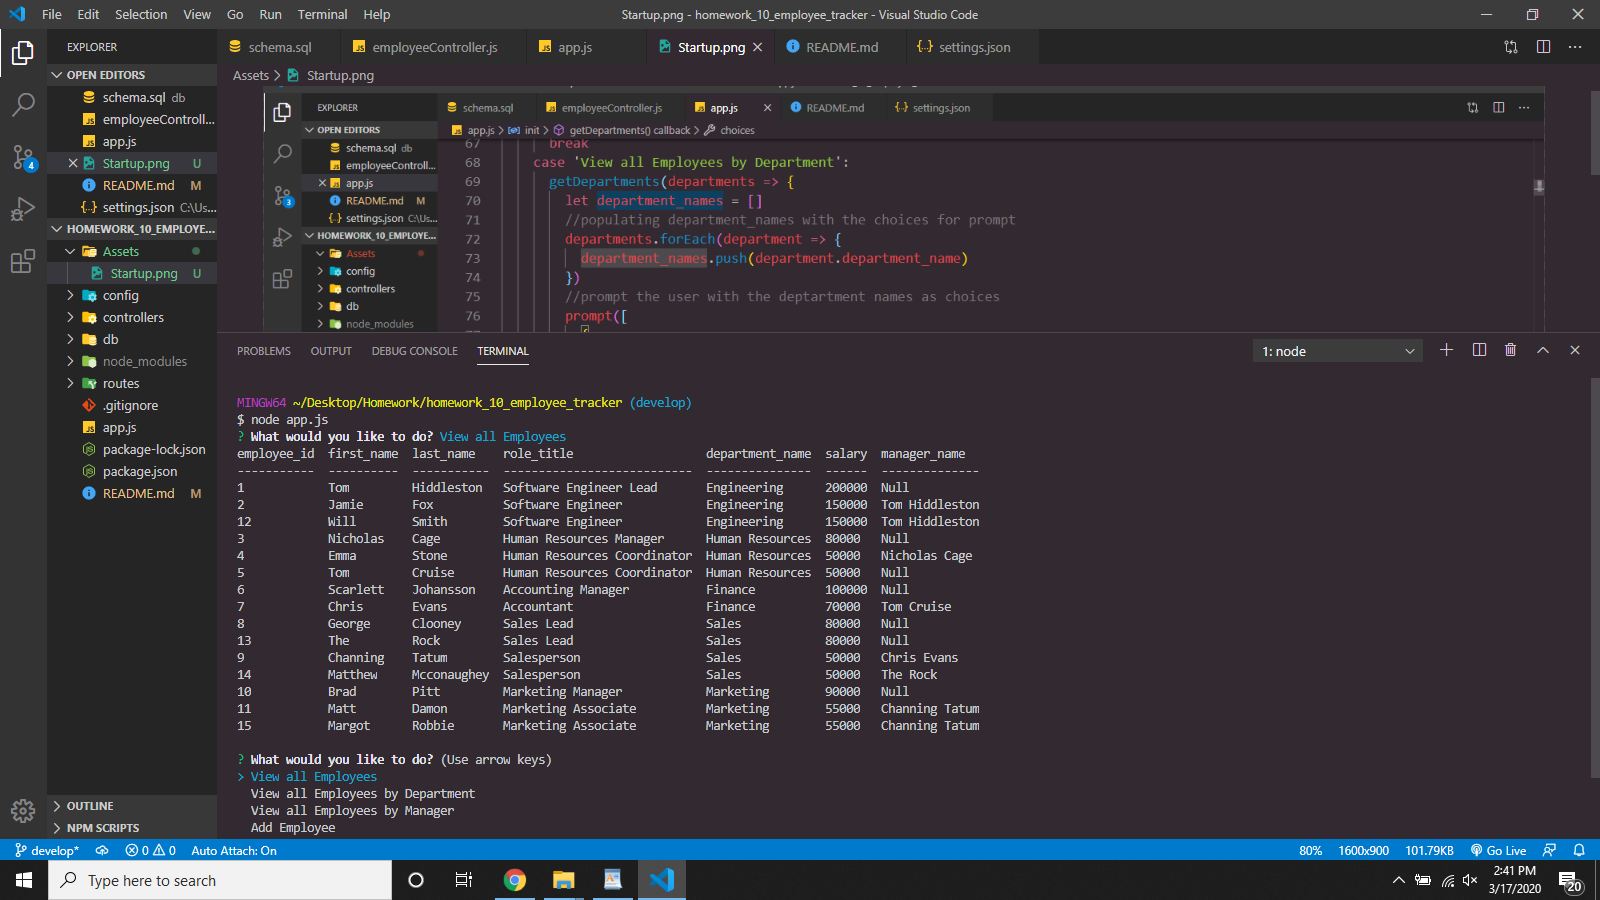 File Edit Selection View Go Run Terminal Help
Startup.png - homework_10_employee_tracker - Visual Studio Code
EXPLORER
OPEN EDITORS
schema.sql db
employeeControll...
app.js
Startup.png U
README.md M
settings.json C:\Us...
HOMEWORK_10_EMPLOYE...
Assets
Startup.png U
config
controllers
db
node_modules
routes
.gitignore
app.js
package-lock.json
package.json
README.md M
OUTLINE
NPM SCRIPTS
4
schema.sql employeeController.js app.js Startup.png README.md settings.json
Assets > Startup.png
EXPLORER
OPEN EDITORS
schema.sql db
employeeControll...
app.js
README.md M
settings.json C:\Us...
HOMEWORK_10_EMPLOYE...
Assets
config
controllers
db
node_modules
3
schema.sql employeeController.js app.js README.md settings.json
app.js > init > getDepartments() callback > choices
67 break
68 case 'View all Employees by Department':
69 getDepartments(departments => {
70 let department_names = []
71 //populating department_names with the choices for prompt
72 departments.forEach(department => {
73 department_names.push(department.department_name)
74 })
75 //prompt the user with the deptartment names as choices
76 prompt([
{
PROBLEMS OUTPUT DEBUG CONSOLE TERMINAL
1: node
MINGW64 ~/Desktop/Homework/homework_10_employee_tracker (develop)
$ node app.js
? What would you like to do? View all Employees
employee_id first_name last_name role_title department_name salary manager_name
----------- ---------- ----------- --------------------------- --------------- ------ --------------
1 Tom Hiddleston Software Engineer Lead Engineering 200000 Null
2 Jamie Fox Software Engineer Engineering 150000 Tom Hiddleston
12 Will Smith Software Engineer Engineering 150000 Tom Hiddleston
3 Nicholas Cage Human Resources Manager Human Resources 80000 Null
4 Emma Stone Human Resources Coordinator Human Resources 50000 Nicholas Cage
5 Tom Cruise Human Resources Coordinator Human Resources 50000 Null
6 Scarlett Johansson Accounting Manager Finance 100000 Null
7 Chris Evans Accountant Finance 70000 Tom Cruise
8 George Clooney Sales Lead Sales 80000 Null
13 The Rock Sales Lead Sales 80000 Null
9 Channing Tatum Salesperson Sales 50000 Chris Evans
14 Matthew Mcconaughey Salesperson Sales 50000 The Rock
10 Brad Pitt Marketing Manager Marketing 90000 Null
11 Matt Damon Marketing Associate Marketing 55000 Channing Tatum
15 Margot Robbie Marketing Associate Marketing 55000 Channing Tatum
? What would you like to do? (Use arrow keys)
> View all Employees
View all Employees by Department
View all Employees by Manager
Add Employee
develop* 0 0 Auto Attach: On 80% 1600x900 101.79KB Go Live
Type here to search
2:41 PM
3/17/2020
20